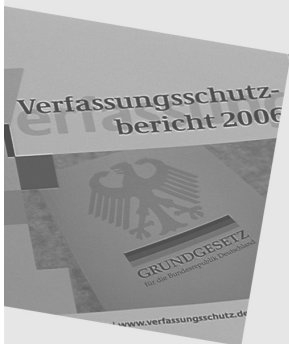 Verfassungsschutz-
bericht 2006
GRUNDGESETZ
für die Bundesrepublik Deutschland
www.verfassungsschutz.de